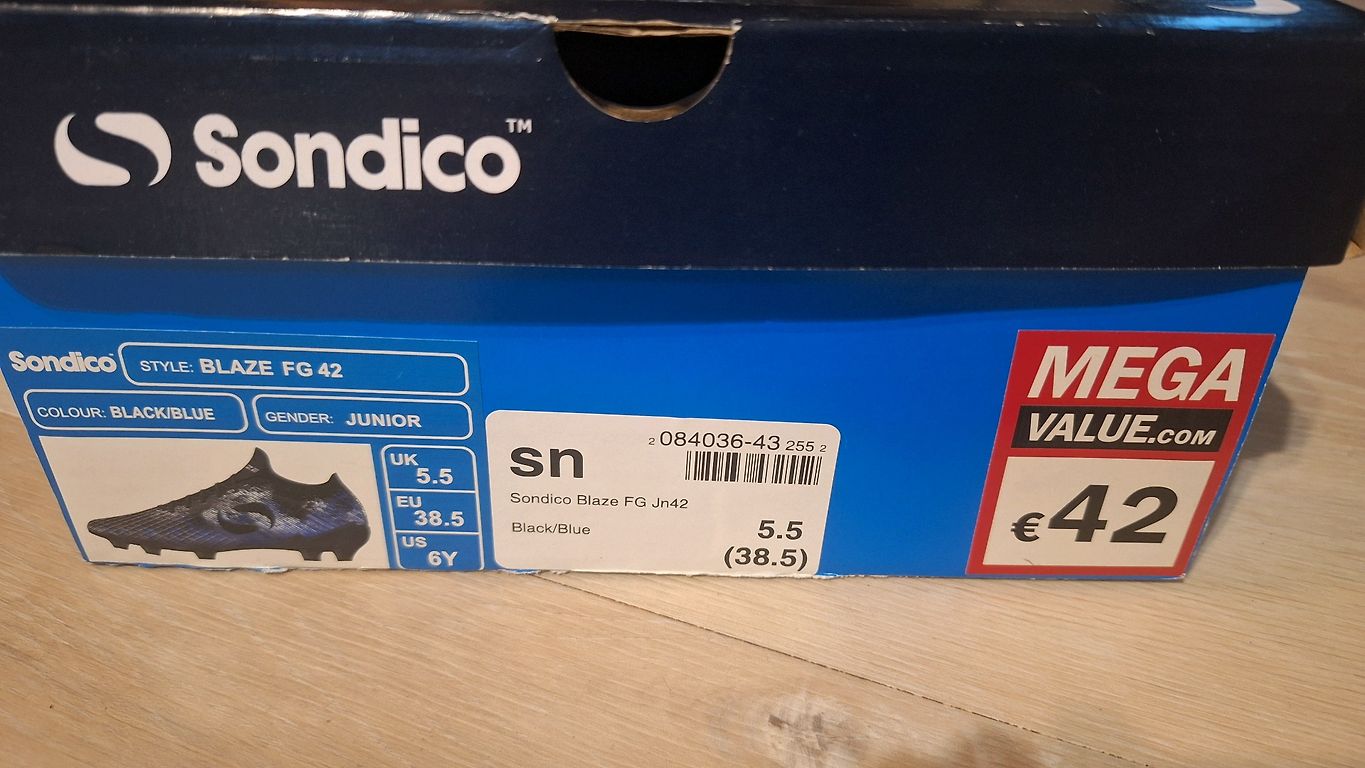 Sondico™
Sondico
STYLE: BLAZE FG 42
COLOUR: BLACK/BLUE
GENDER: JUNIOR
UK
5.5
EU
38.5
US
6Y
sn
2 084036-43 255 2
Sondico Blaze FG Jn42
Black/Blue
5.5
(38.5)
MEGA
VALUE.COM
€42